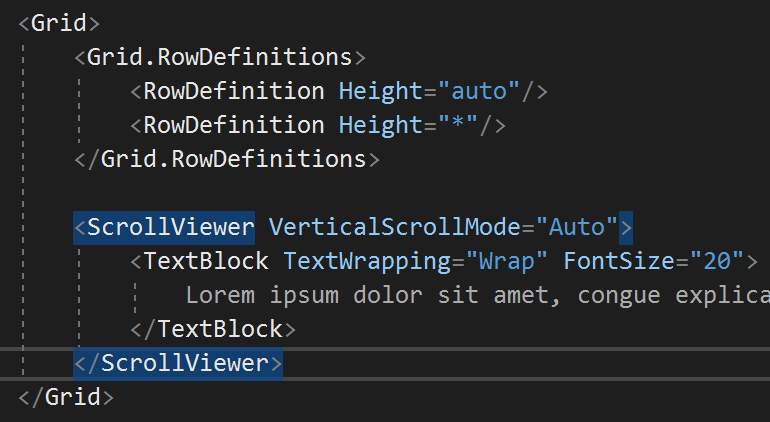 <Grid>
<Grid.RowDefinitions>
<RowDefinition Height="auto"/>
<RowDefinition Height="*"/>
</Grid.RowDefinitions>
<ScrollViewer VerticalScrollMode="Auto">
<TextBlock TextWrapping="Wrap" FontSize="20">
Lorem ipsum dolor sit amet, congue explica
</TextBlock>
</ScrollViewer>
</Grid>